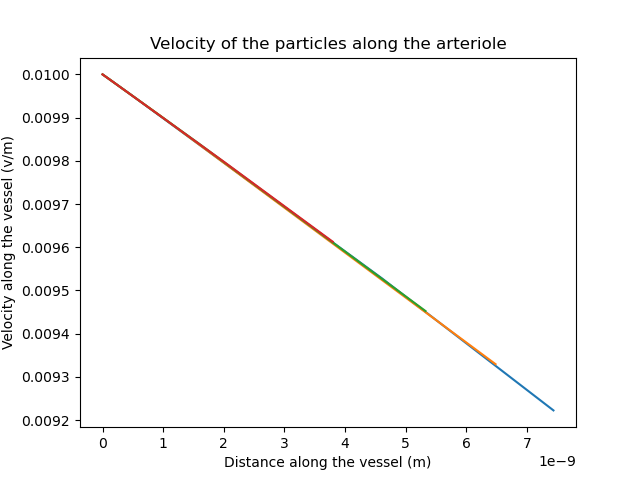 Velocity of the particles along the arteriole
0.0100
0.0099
0.0098
0.0097
0.0096
0.0095
0.0094
0.0093
0.0092
Velocity along the vessel (v/m)
0 1 2 3 4 5 6 7
1e−9
Distance along the vessel (m)